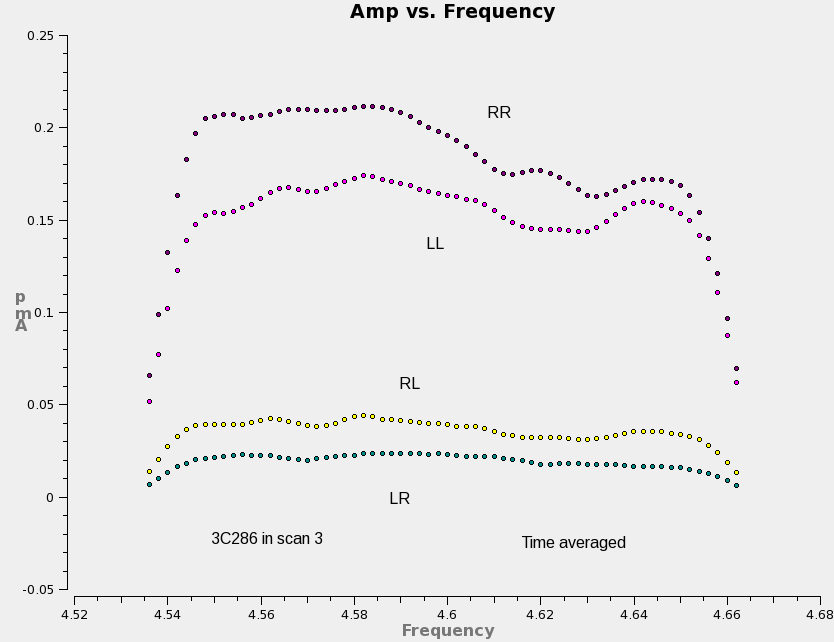 Amp vs. Frequency
0.25
RR
0.2
0.15
LL
Amp
0.1
RL
0.05
0
LR
3C286 in scan 3
Time averaged
-0.05
4.52 4.54 4.56 4.58 4.6 4.62 4.64 4.66 4.68
Frequency